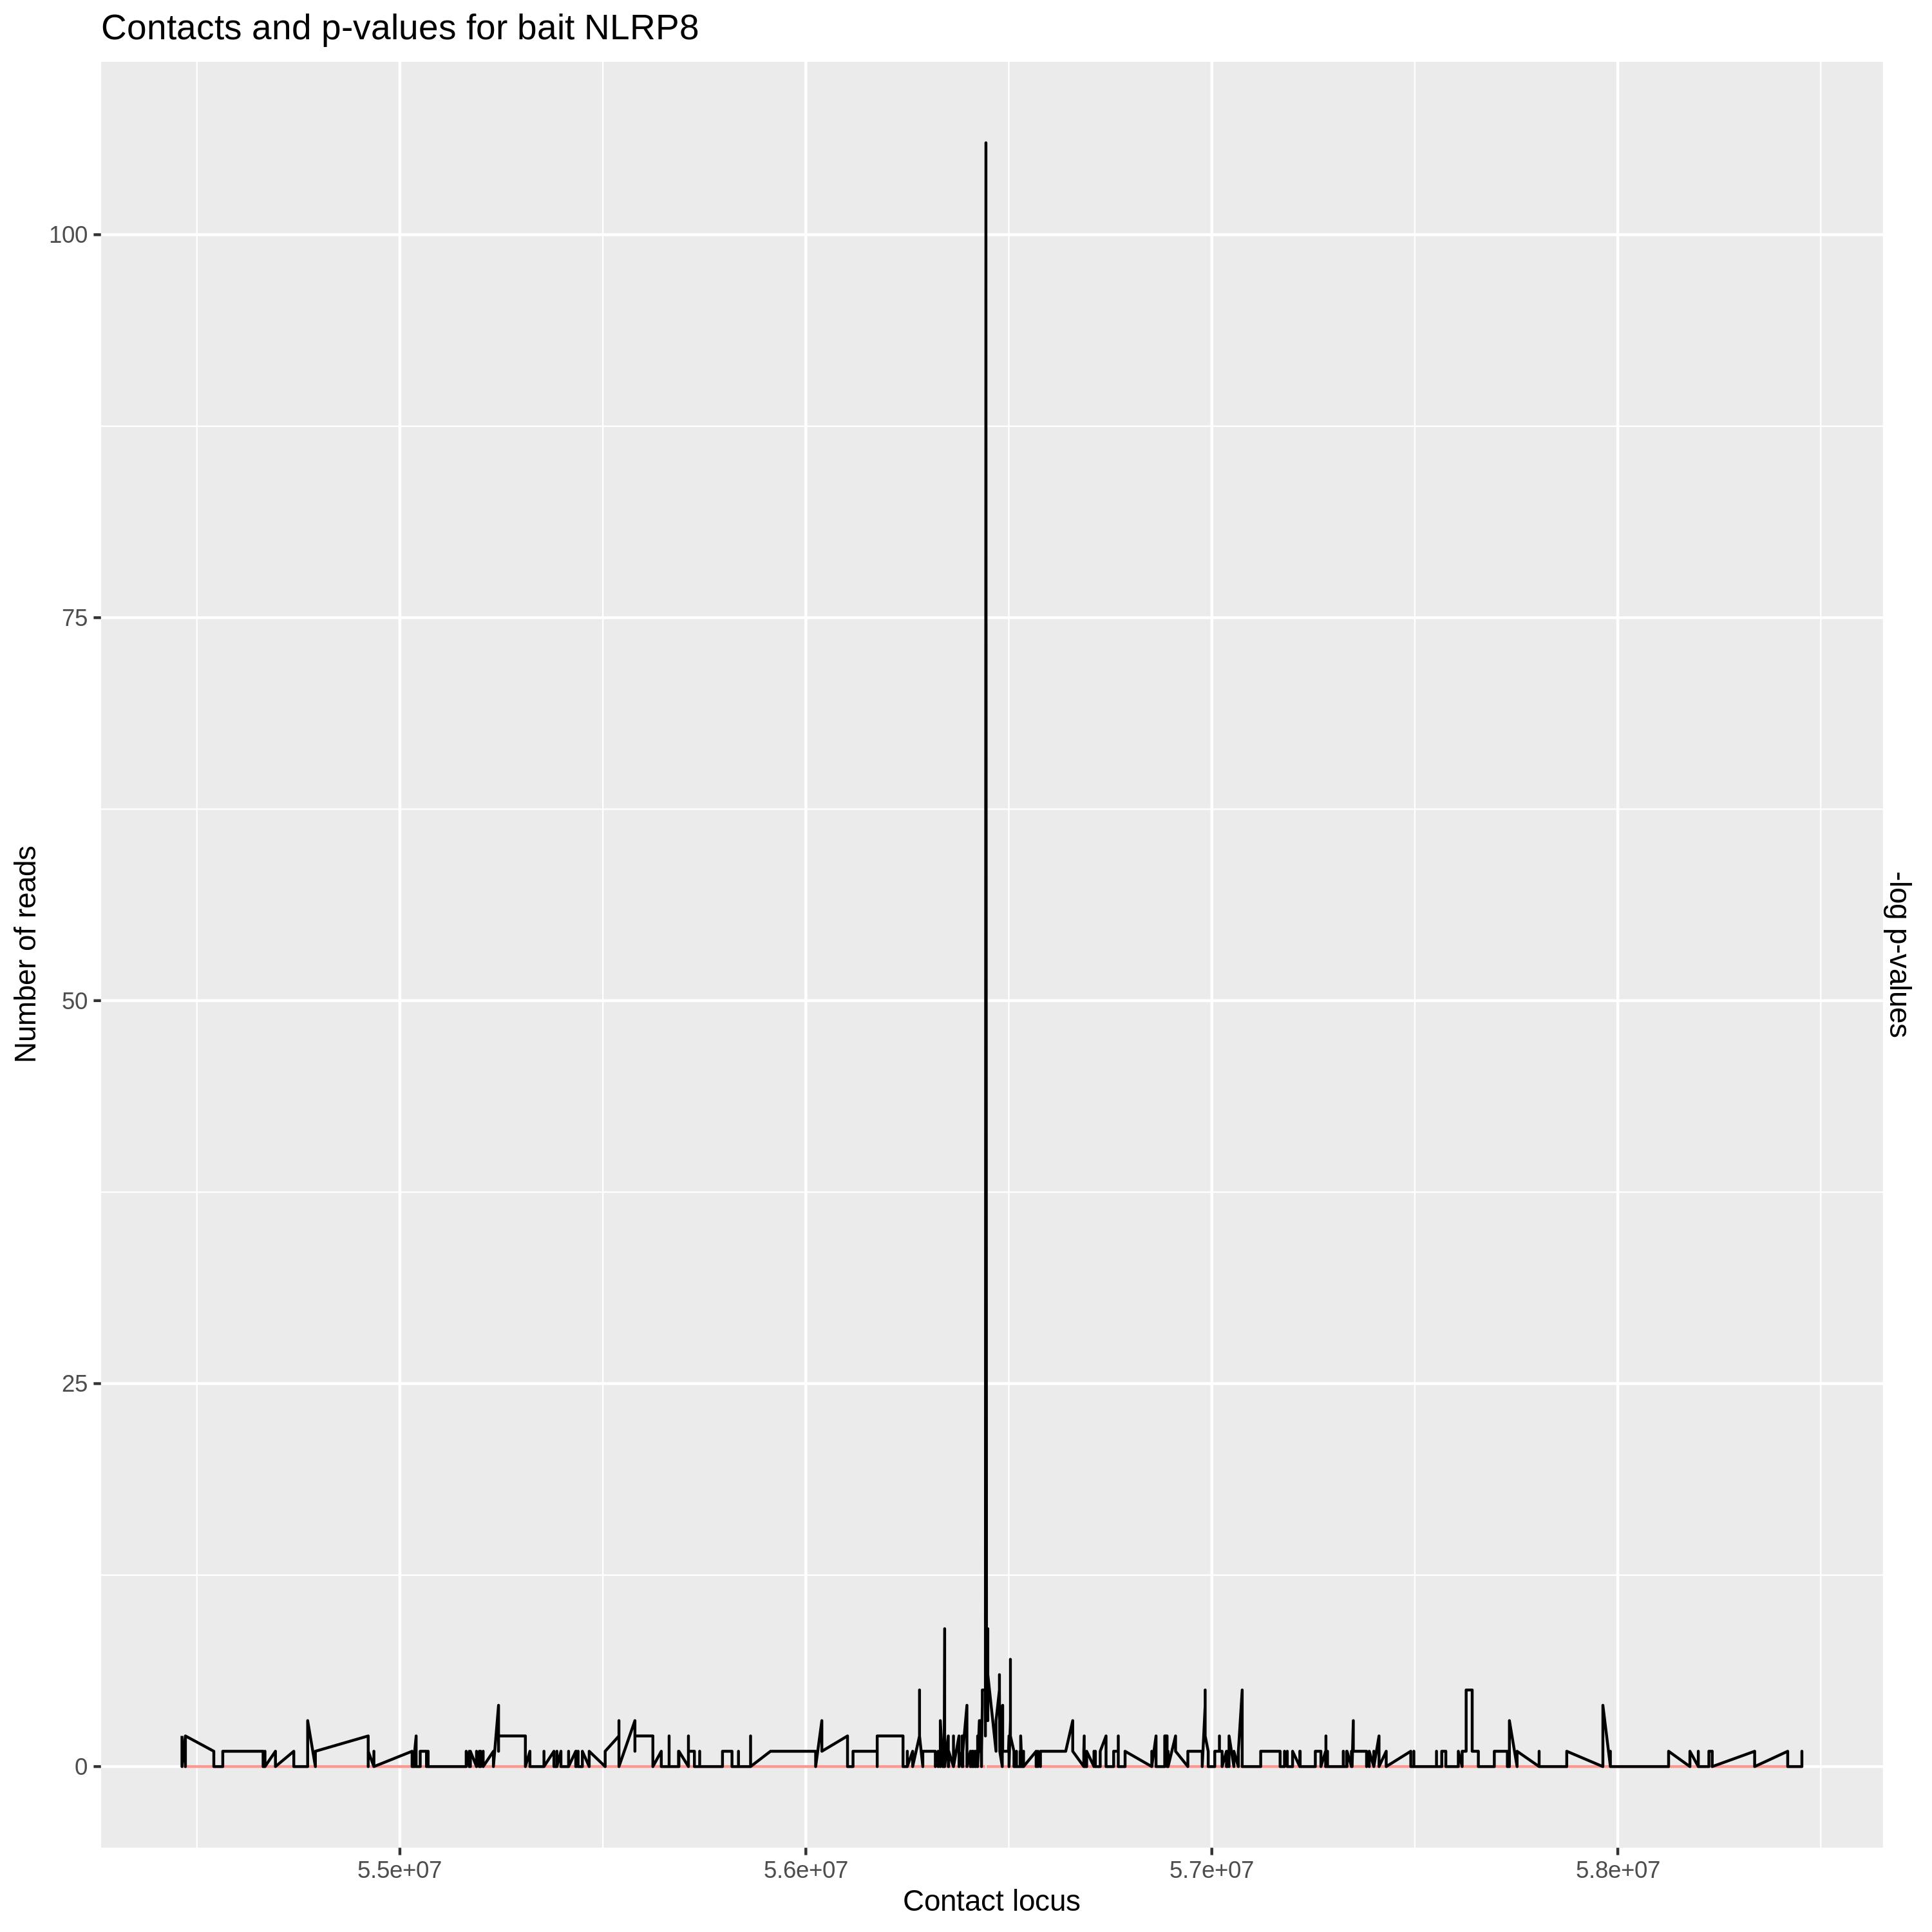 Contacts and p-values for bait NLRP8
100
75
50
25
0
Number of reads
-log p-values
5.5e+07
5.6e+07
5.7e+07
5.8e+07
Contact locus